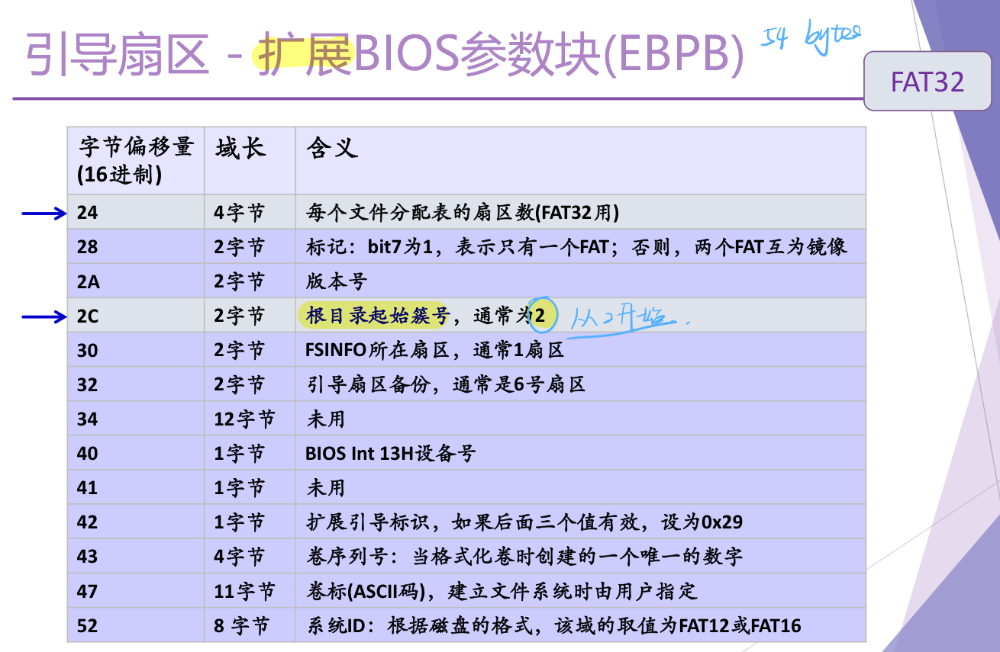 引导扇区 - 扩展BIOS参数块(EBPB) 54 bytes
FAT32
字节偏移量(16进制) 域长 含义
24 4字节 每个文件分配表的扇区数(FAT32用)
28 2字节 标记：bit7为1，表示只有一个FAT；否则，两个FAT互为镜像
2A 2字节 版本号
2C 2字节 根目录起始簇号，通常为2 从2开始.
30 2字节 FSINFO所在扇区，通常1扇区
32 2字节 引导扇区备份，通常是6号扇区
34 12字节 未用
40 1字节 BIOS Int 13H设备号
41 1字节 未用
42 1字节 扩展引导标识，如果后面三个值有效，设为0x29
43 4字节 卷序列号：当格式化卷时创建的一个唯一的数字
47 11字节 卷标(ASCII码)，建立文件系统时由用户指定
52 8 字节 系统ID：根据磁盘的格式，该域的取值为FAT12或FAT16